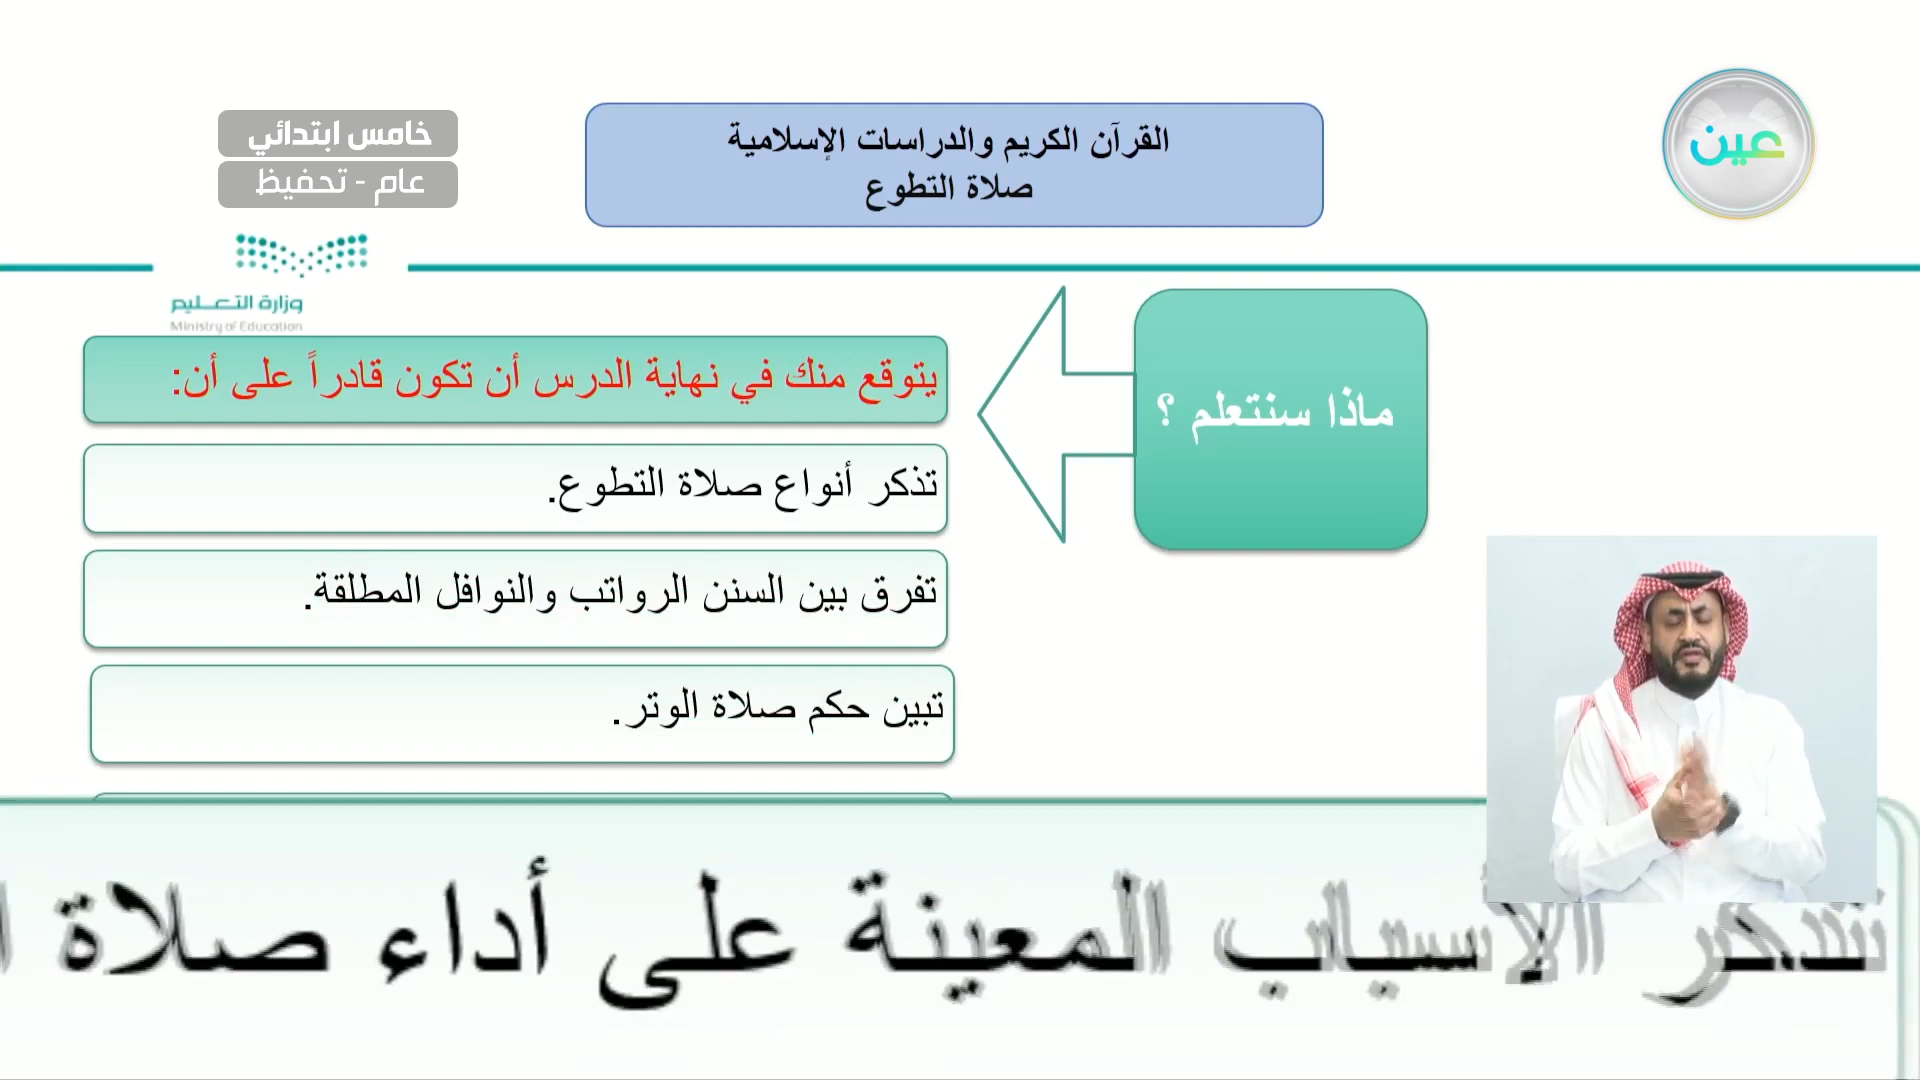 خامس ابتدائي
عام - تحفيظ
القرآن الكريم والدراسات الإسلامية
صلاة التطوع
عين
وزارة التعليم
Ministry of Education
ماذا سنتعلم ؟
يتوقع منك في نهاية الدرس أن تكون قادراً على أن:
تذكر أنواع صلاة التطوع.
تفرق بين السنن الرواتب والنوافل المطلقة.
تبين حكم صلاة الوتر.
الأسباب المعينة على أداء صلاة